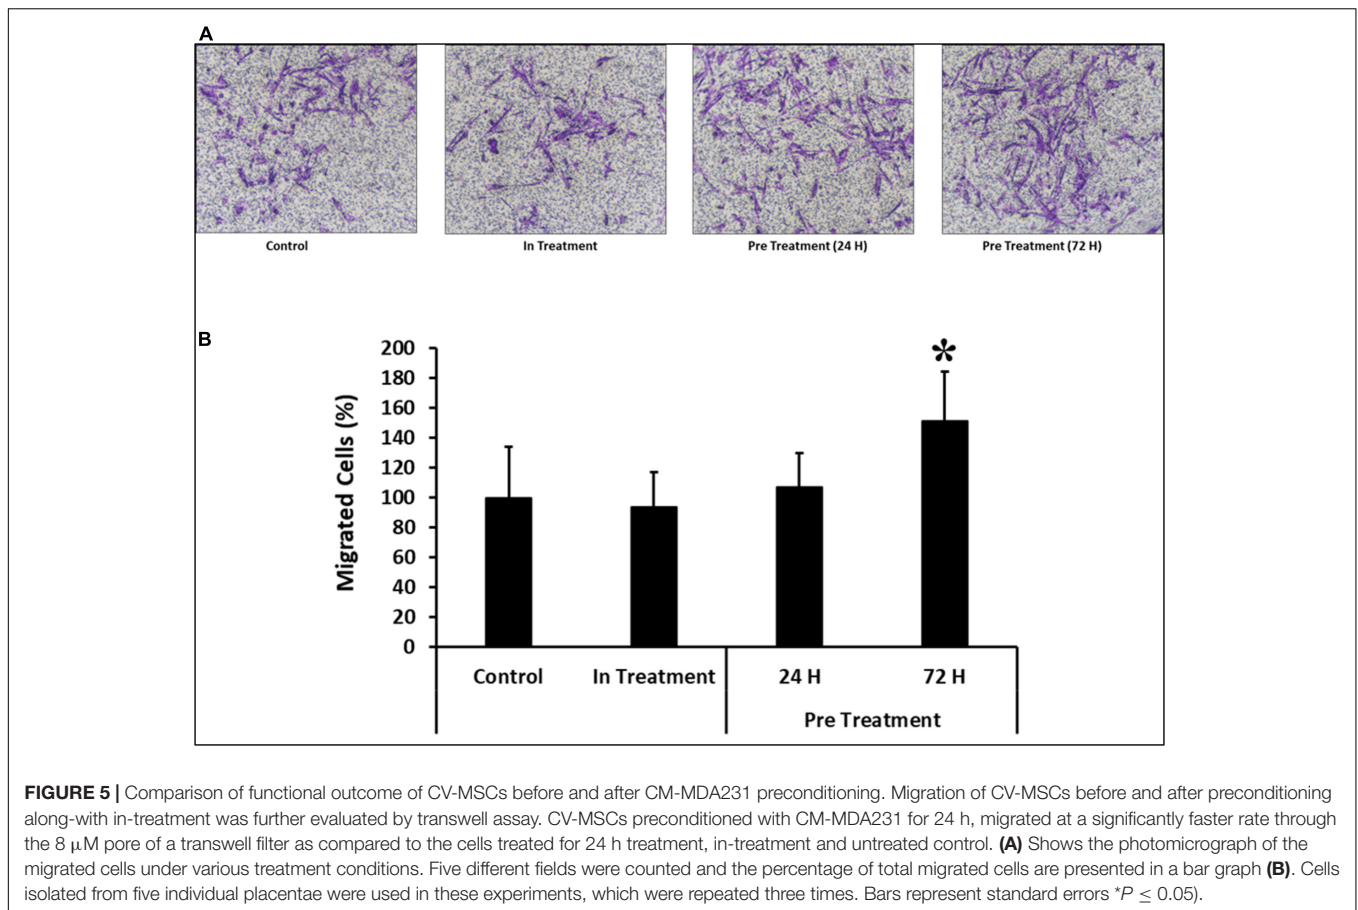 A
Control
In Treatment
Pre Treatment (24 H)
Pre Treatment (72 H)
B
Migrated Cells (%)
200
180
160
140
120
100
80
60
40
20
0
*
Control
In Treatment
24 H
72 H
Pre Treatment
FIGURE 5 | Comparison of functional outcome of CV-MSCs before and after CM-MDA231 preconditioning. Migration of CV-MSCs before and after preconditioning
along-with in-treatment was further evaluated by transwell assay. CV-MSCs preconditioned with CM-MDA231 for 24 h, migrated at a significantly faster rate through
the 8 μM pore of a transwell filter as compared to the cells treated for 24 h treatment, in-treatment and untreated control. (A) Shows the photomicrograph of the
migrated cells under various treatment conditions. Five different fields were counted and the percentage of total migrated cells are presented in a bar graph (B). Cells
isolated from five individual placentae were used in these experiments, which were repeated three times. Bars represent standard errors *P ≤ 0.05).